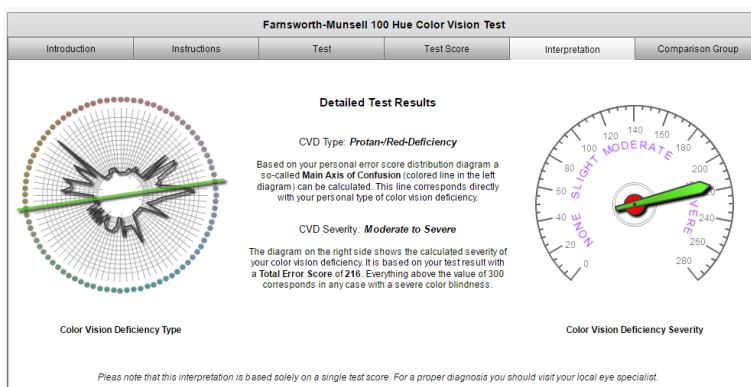 Farnsworth-Munsell 100 Hue Color Vision Test
Introduction
Instructions
Test
Test Score
Interpretation
Comparison Group
Detailed Test Results
CVD Type: Protan-/Red-Deficiency
Based on your personal error score distribution diagram a
so-called Main Axis of Confusion (colored line in the left
diagram) can be calculated. This line corresponds directly
with your personal type of color vision deficiency.
CVD Severity: Moderate to Severe
The diagram on the right side shows the calculated severity of
your color vision deficiency. It is based on your test result with
a Total Error Score of 216. Everything above the value of 300
corresponds in any case with a severe color blindness.
0
20
40
60
80
100
120
140
160
180
200
240
260
280
NONE
SLIGHT
MODERATE
Color Vision Deficiency Type
Color Vision Deficiency Severity
Pleas note that this interpretation is based solely on a single test score. For a proper diagnosis you should visit your local eye specialist.